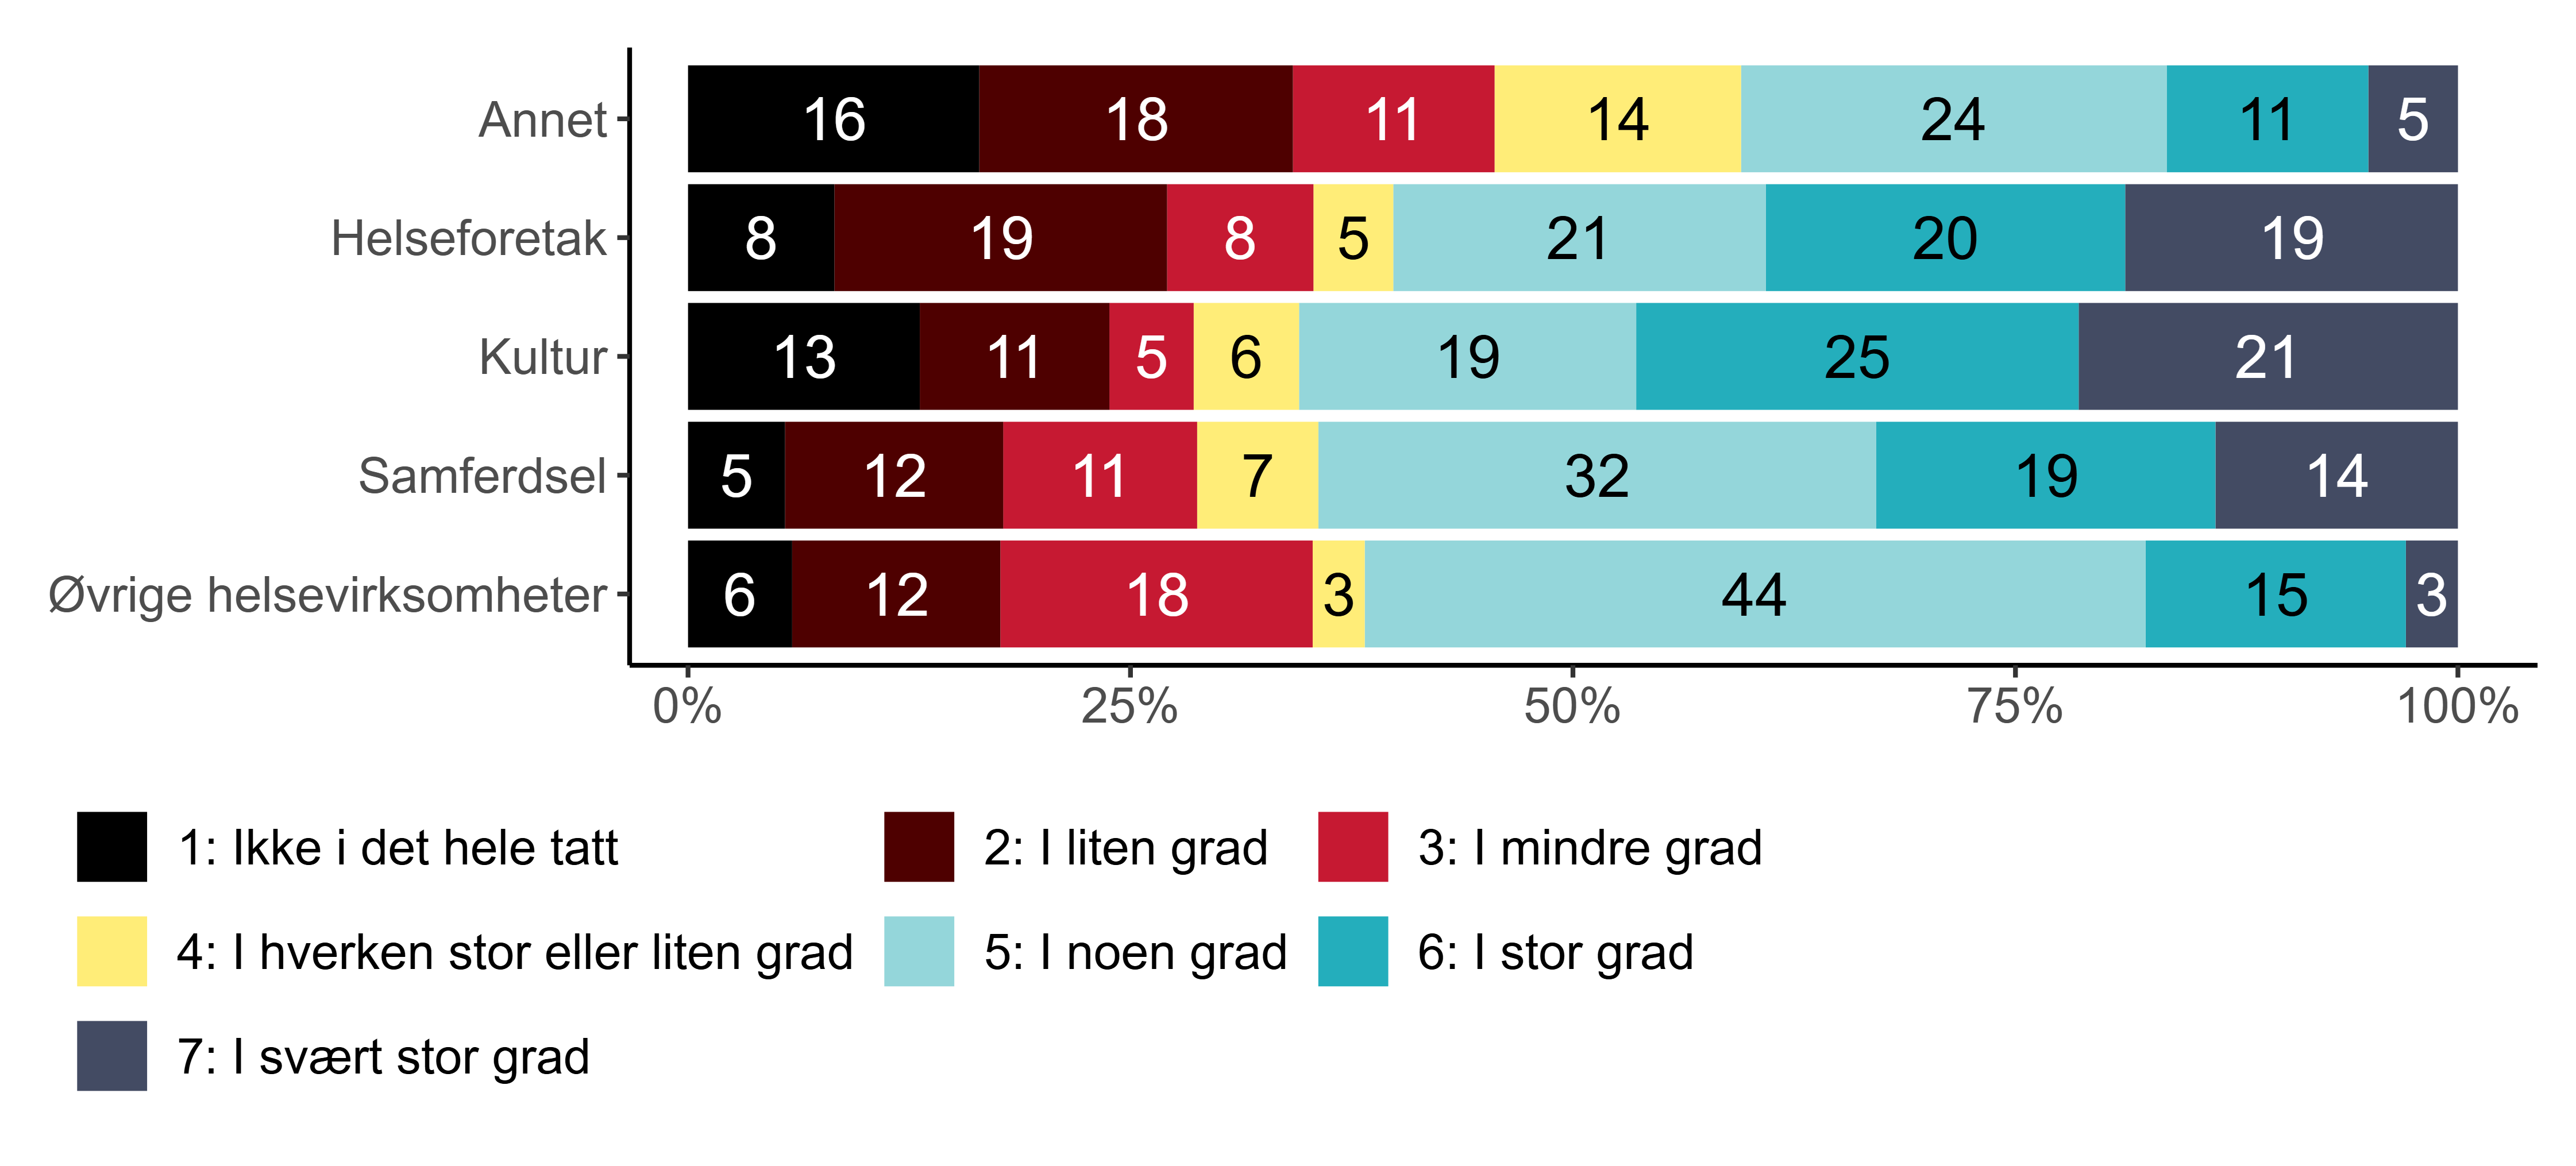 Annet 16 18 11 14 24 11 5
Helseforetak 8 19 8 5 21 20 19
Kultur 13 11 5 6 19 25 21
Samferdsel 5 12 11 7 32 19 14
Øvrige helsevirksomheter 6 12 18 3 44 15 3
0% 25% 50% 75% 100%
1: Ikke i det hele tatt 2: I liten grad 3: I mindre grad
4: I hverken stor eller liten grad 5: I noen grad 6: I stor grad
7: I svært stor grad